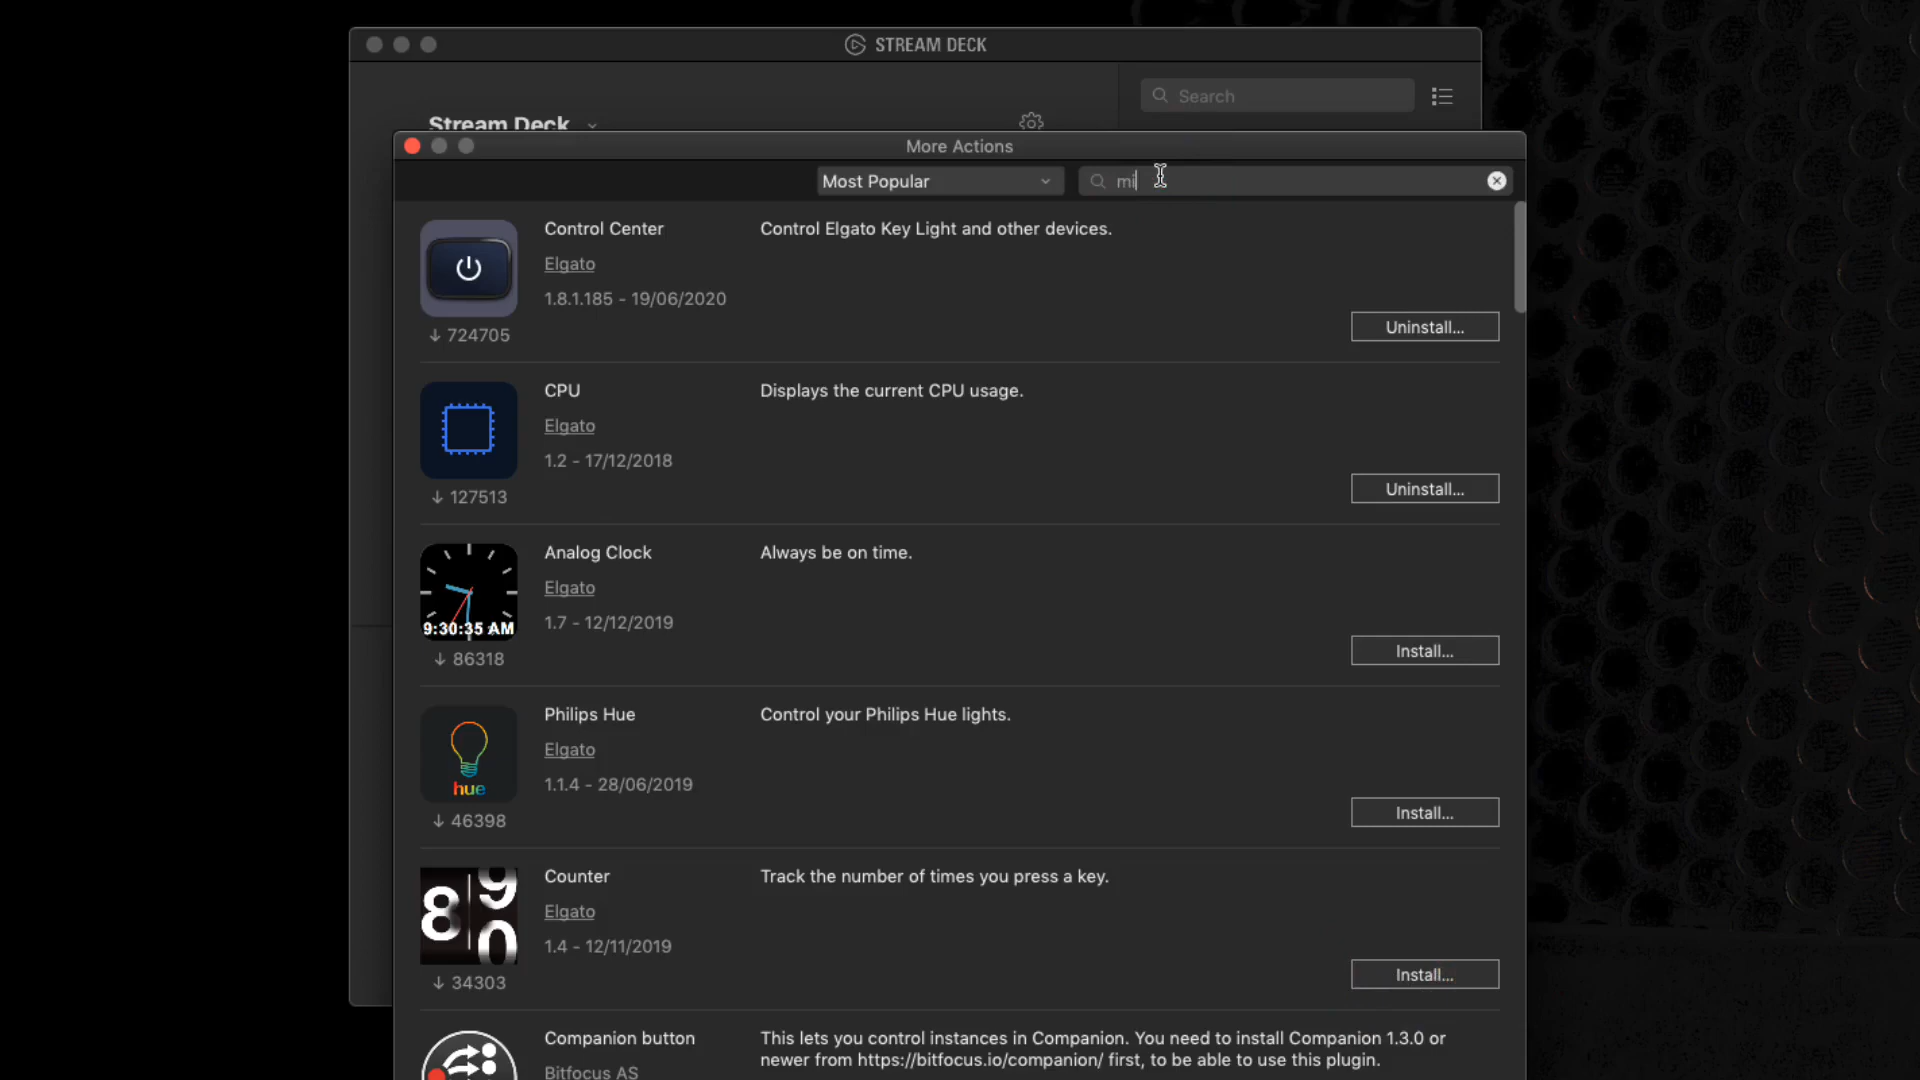 STREAM DECK
Search
Stream Deck
More Actions
Most Popular
mi
Control Center
Control Elgato Key Light and other devices.
Elgato
1.8.1.185 - 19/06/2020
↓ 724705
Uninstall...
CPU
Displays the current CPU usage.
Elgato
1.2 - 17/12/2018
↓ 127513
Uninstall...
Analog Clock
Always be on time.
Elgato
1.7 - 12/12/2019
9:30:35 AM
↓ 86318
Install...
Philips Hue
Control your Philips Hue lights.
Elgato
1.1.4 - 28/06/2019
hue
↓ 46398
Install...
Counter
Track the number of times you press a key.
Elgato
1.4 - 12/11/2019
8 9
0
↓ 34303
Install...
Companion button
This lets you control instances in Companion. You need to install Companion 1.3.0 or
newer from https://bitfocus.io/companion/ first, to be able to use this plugin.
Bitfocus AS